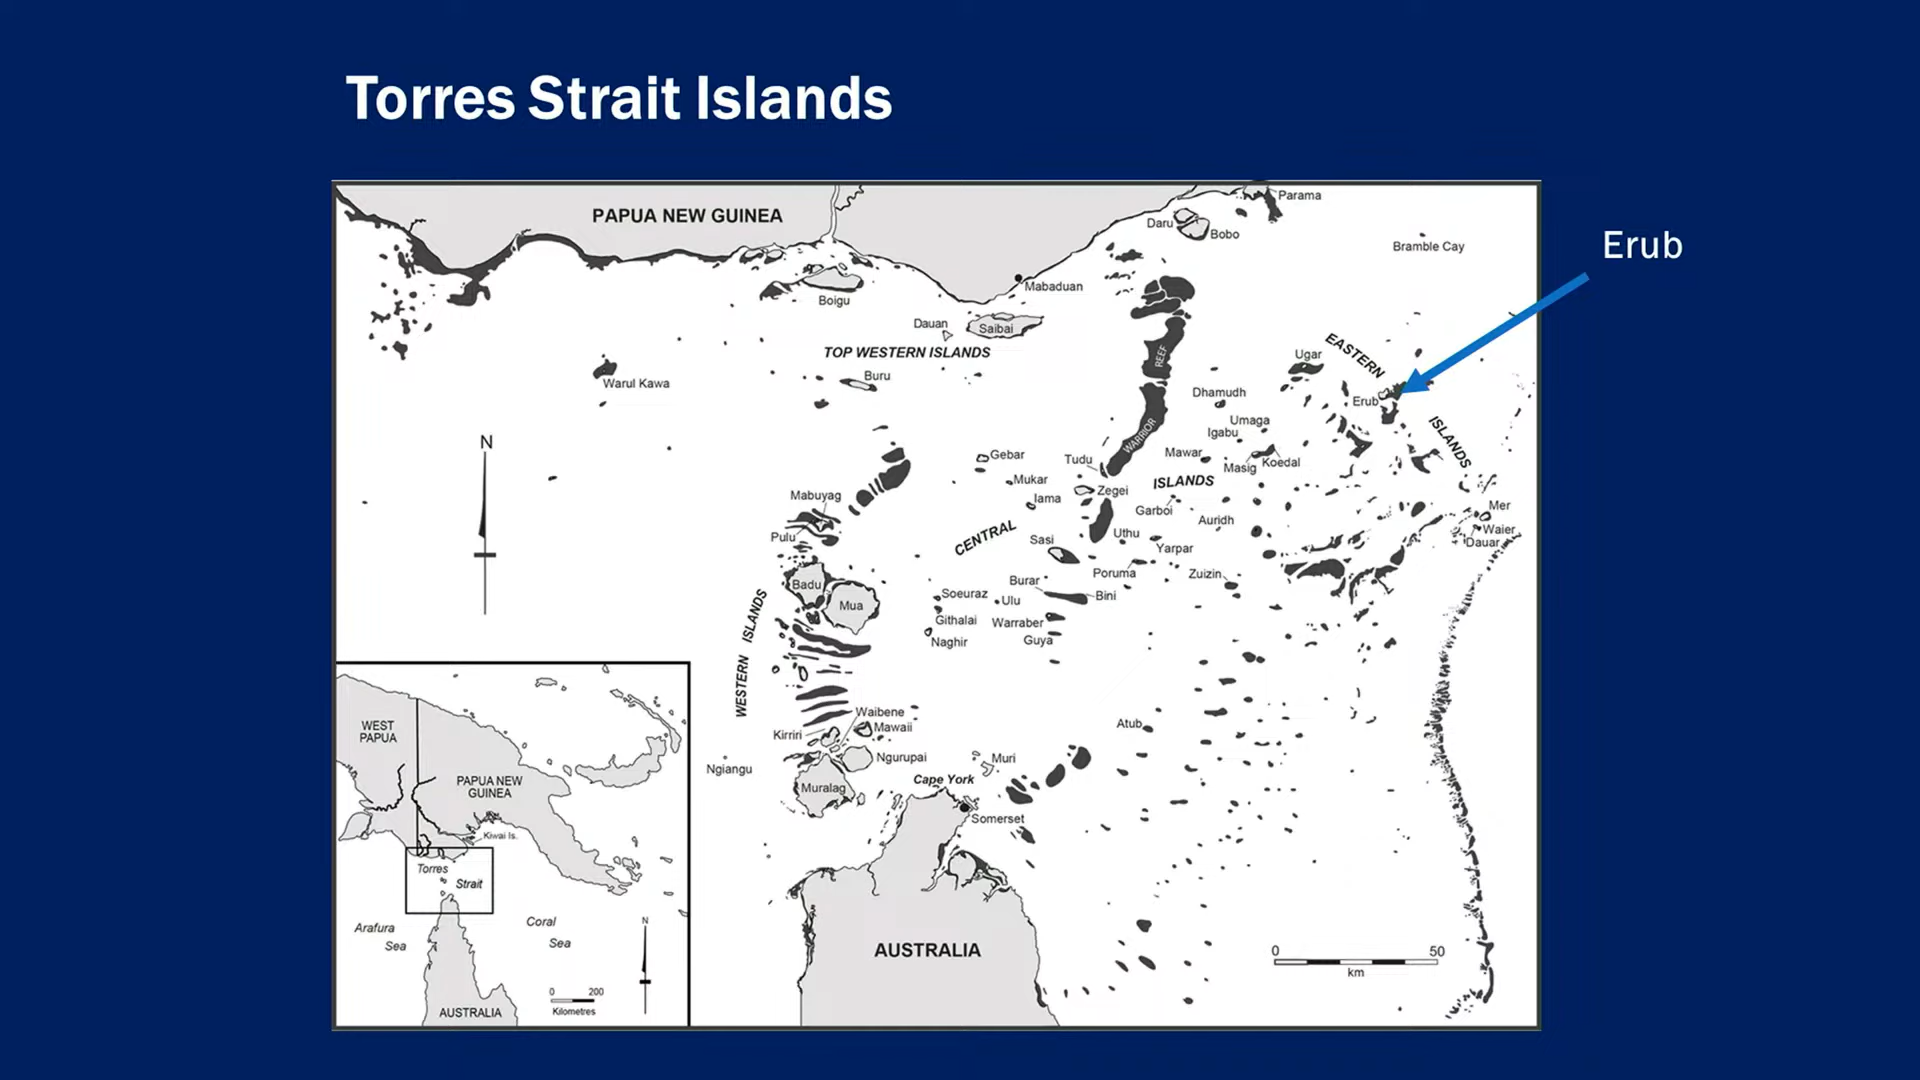 Torres Strait Islands
Erub
PAPUA NEW GUINEA
Parama
Daru
Bobo
Bramble Cay
Mabaduan
Boigu
Dauan
Saibai
TOP WESTERN ISLANDS
Buru
Warul Kawa
REEF
WARRIOR
EASTERN
ISLANDS
Ugar
Erub
Dhamudh
Umaga
Igabu
Mawar
Masig
Koedal
N
Gebar
Tudu
Mukar
Iama
Zegei
CENTRAL
ISLANDS
Garboi
Auridh
Mer
Waier
Dauar
Mabuyag
Pulu
Sasi
Uthu
Yarpar
Poruma
Zuizin
Badu
Mua
Burar
Bini
Soeuraz
Ulu
Githalai
Warraber
Naghir
Guya
WESTERN ISLANDS
Waibene
Mawaii
Kirriri
Ngurupai
Ngiangu
Muralag
Muri
Atub
Cape York
Somerset
AUSTRALIA
0 50
km
WEST
PAPUA
PAPUA NEW
GUINEA
Kiwai Is.
Torres
Strait
Arafura
Sea
Coral
Sea
N
0 200
Kilometres
AUSTRALIA